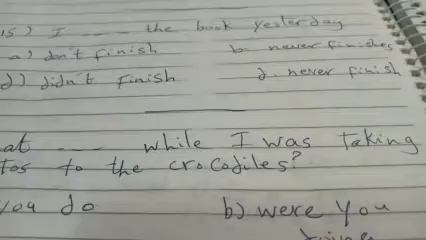 15) I ___ the book yesterday
a) don't finish b. never finishes
d) didn't finish d. never finish
at ___ while I was taking
tos to the crocodiles?
you do b) were you